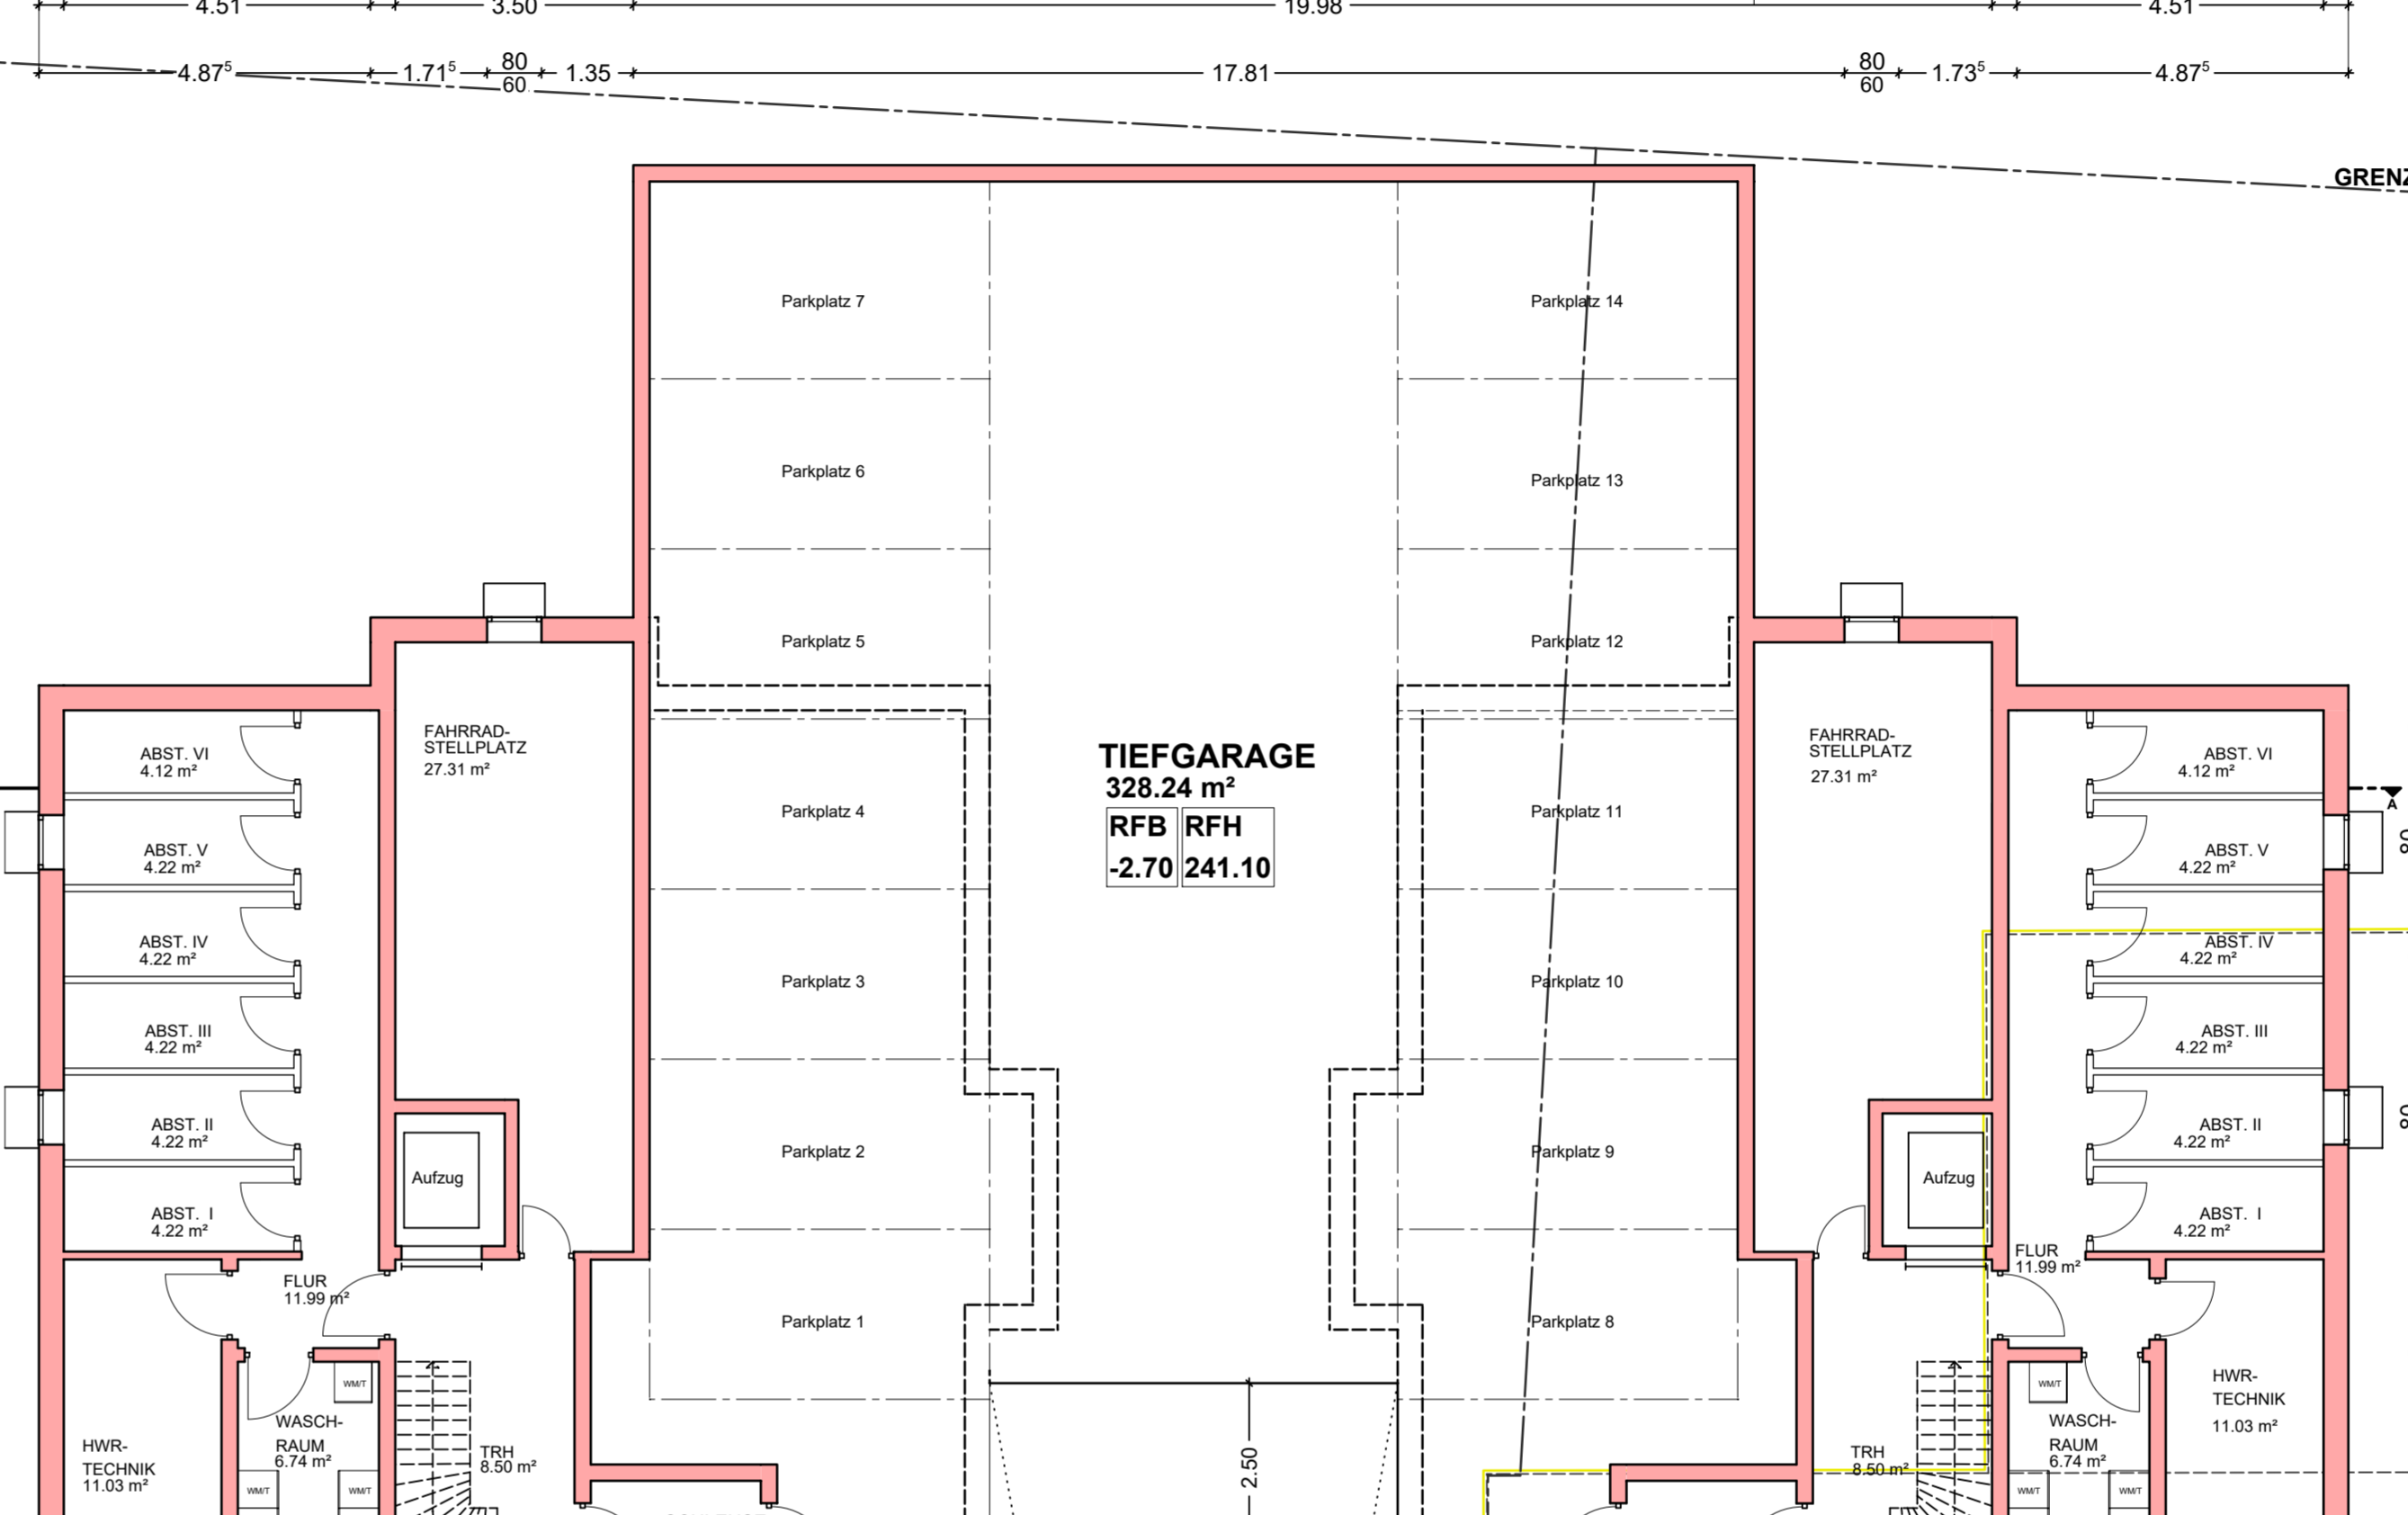 4.51 3.50 19.98 4.51
4.87⁵ 1.71⁵ 80 1.35 17.81 80 1.73⁵ 4.87⁵
60 60
GRENZ
Parkplatz 7 Parkplatz 14
Parkplatz 6 Parkplatz 13
Parkplatz 5 Parkplatz 12
FAHRRAD-
STELLPLATZ
27.31 m²
TIEFGARAGE
328.24 m²
RFB RFH
-2.70 241.10
FAHRRAD-
STELLPLATZ
27.31 m²
ABST. VI
4.12 m²
ABST. V
4.22 m²
ABST. IV
4.22 m²
ABST. III
4.22 m²
ABST. II
4.22 m²
ABST. I
4.22 m²
Parkplatz 4 Parkplatz 11
Parkplatz 3 Parkplatz 10
Parkplatz 2 Parkplatz 9
Parkplatz 1 Parkplatz 8
ABST. VI
4.12 m²
A
ABST. V
4.22 m²
ABST. IV
4.22 m²
ABST. III
4.22 m²
ABST. II
4.22 m²
ABST. I
4.22 m²
Aufzug Aufzug
FLUR
11.99 m²
FLUR
11.99 m²
WM/T
WASCH-
RAUM
6.74 m²
HWR-
TECHNIK
11.03 m²
WM/T WM/T
TRH
8.50 m²
2.50
TRH
8.50 m²
WM/T
WASCH-
RAUM
6.74 m²
WM/T WM/T
HWR-
TECHNIK
11.03 m²